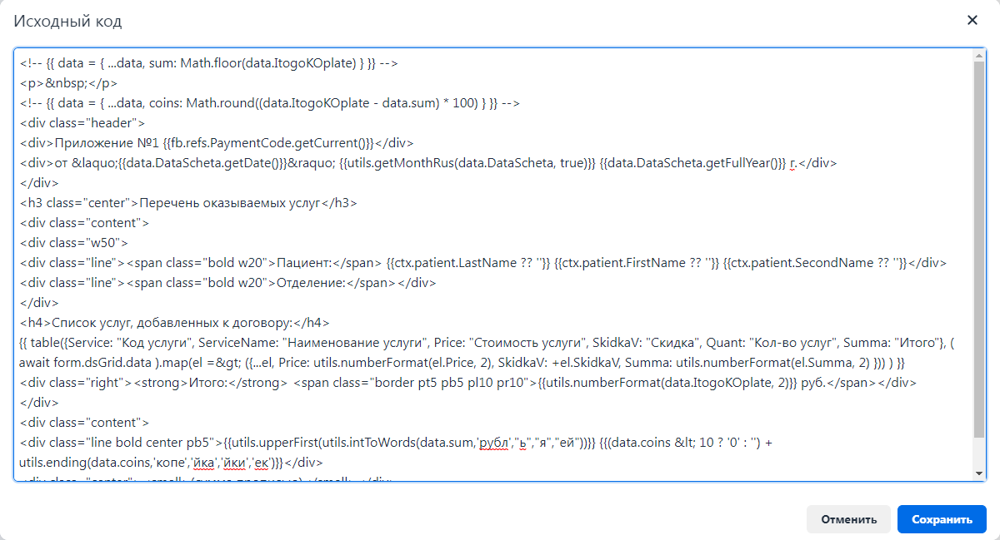 Исходный код
<!-- {{ data = { ...data, sum: Math.floor(data.ItogoKOplate) } }} -->
<p>&nbsp;</p>
<!-- {{ data = { ...data, coins: Math.round((data.ItogoKOplate - data.sum) * 100) } }} -->
<div class="header">
<div>Приложение №1 {{fb.refs.PaymentCode.getCurrent()}}</div>
<div>от &laquo;{{data.DataScheta.getDate()}}&raquo; {{utils.getMonthRus(data.DataScheta, true)}} {{data.DataScheta.getFullYear()}} г.</div>
</div>
<h3 class="center">Перечень оказываемых услуг</h3>
<div class="content">
<div class="w50">
<div class="line"><span class="bold w20">Пациент:</span> {{ctx.patient.LastName ?? ''}} {{ctx.patient.FirstName ?? ''}} {{ctx.patient.SecondName ?? ''}}</div>
<div class="line"><span class="bold w20">Отделение:</span></div>
</div>
<h4>Список услуг, добавленных к договору:</h4>
{{ table({Service: "Код услуги", ServiceName: "Наименование услуги", Price: "Стоимость услуги", SkidkaV: "Скидка", Quant: "Кол-во услуг", Summa: "Итого"}, (
await form.dsGrid.data ).map(el =&gt; ({...el, Price: utils.numberFormat(el.Price, 2), SkidkaV: +el.SkidkaV, Summa: utils.numberFormat(el.Summa, 2) })) ) }}
<div class="right"><strong>Итого:</strong> <span class="border pt5 pb5 pl10 pr10">{{utils.numberFormat(data.ItogoKOplate, 2)}} руб.</span></div>
</div>
<div class="content">
<div class="line bold center pb5">{{utils.upperFirst(utils.intToWords(data.sum,'рубл',"ь","я","ей"))}} {{(data.coins &lt; 10 ? '0' : '') +
utils.ending(data.coins,'копе','йка','йки','ек')}}</div>
<div class="center"><small>(сумма прописью)</small></div>
Отменить
Сохранить